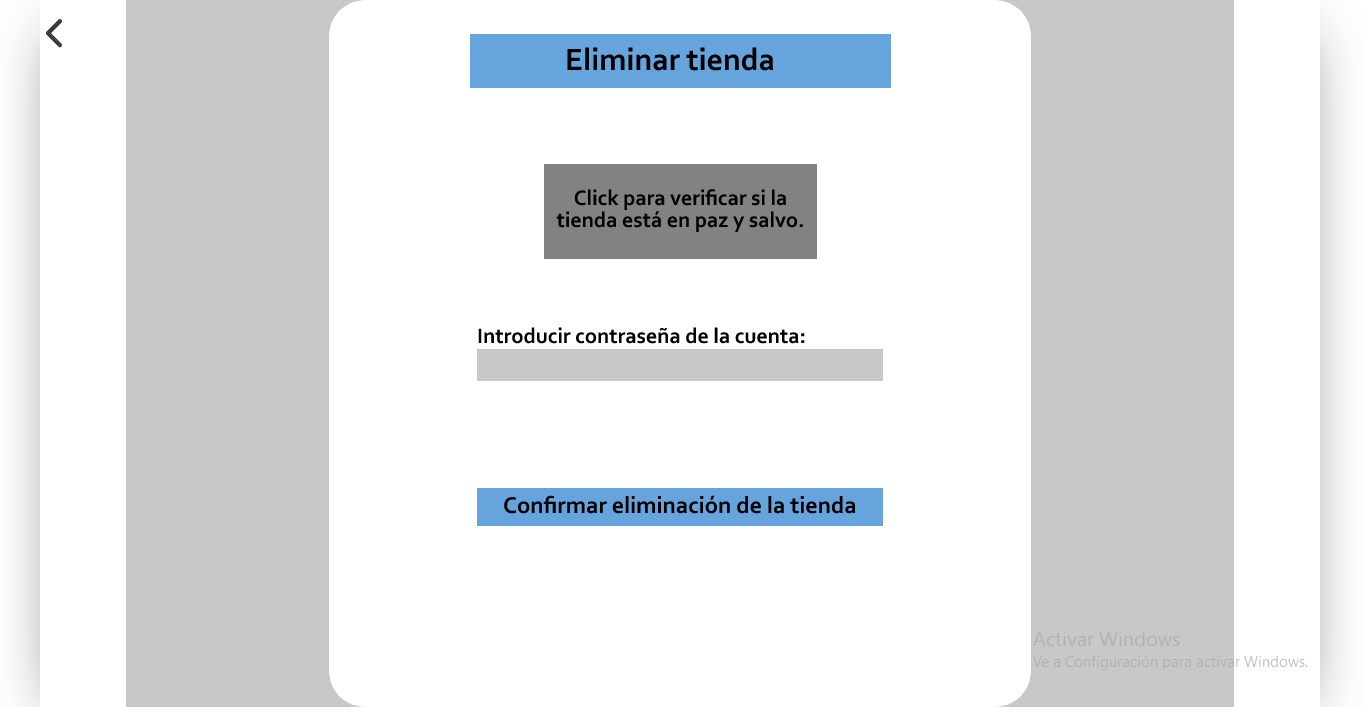 Eliminar tienda
Click para verificar si la
tienda está en paz y salvo.
Introducir contraseña de la cuenta:
Confirmar eliminación de la tienda
Activar Windows
Ve a Configuración para activar Windows.